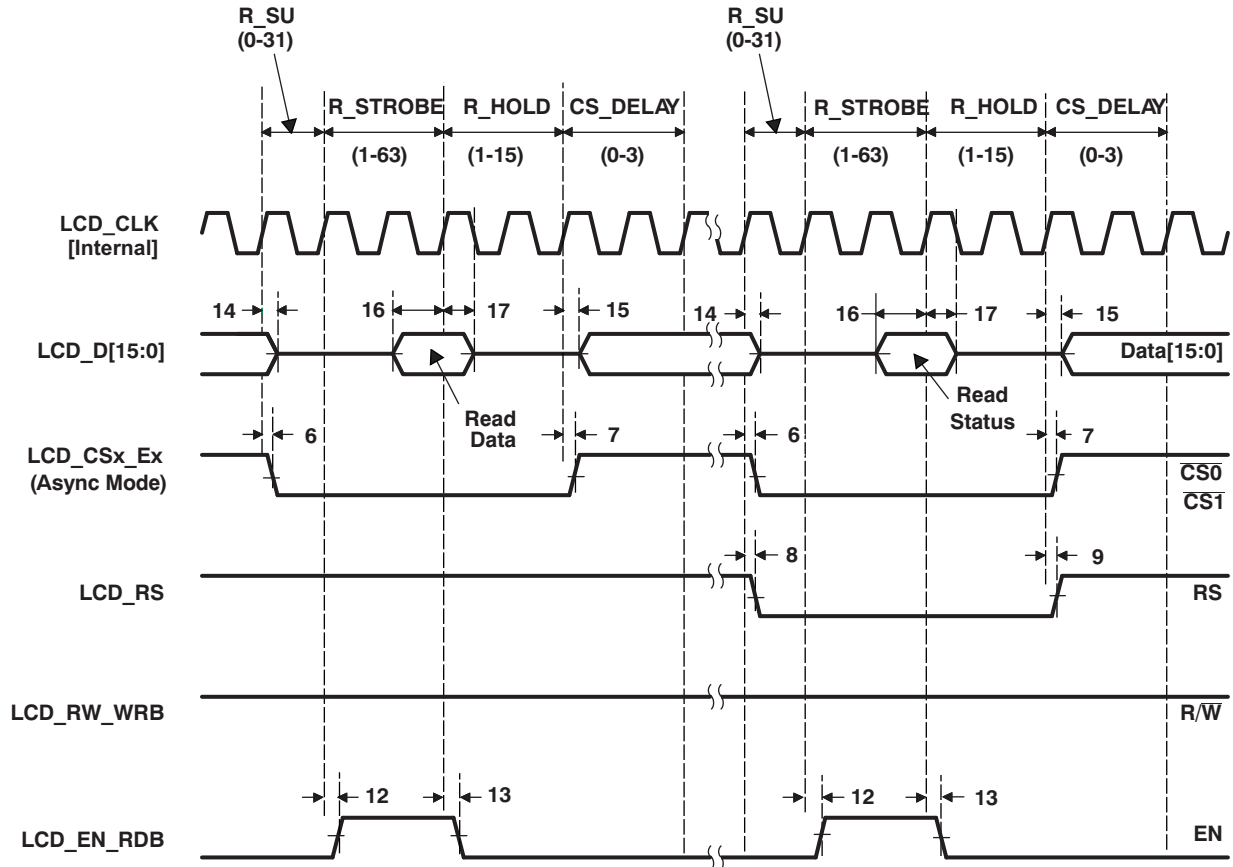 R_SU
(0-31)
R_SU
(0-31)
R_STROBE R_HOLD CS_DELAY
R_STROBE R_HOLD CS_DELAY
(1-63) (1-15) (0-3)
(1-63) (1-15) (0-3)
LCD_CLK
[Internal]
14 16 17 15
14 16 17 15
LCD_D[15:0]
Data[15:0]
Read
Data
Read
Status
6 7 6 7
LCD_CSx_Ex
(Async Mode)
CS0
CS1
8 9
LCD_RS
RS
LCD_RW_WRB
R/W
12 13 12 13
LCD_EN_RDB
EN